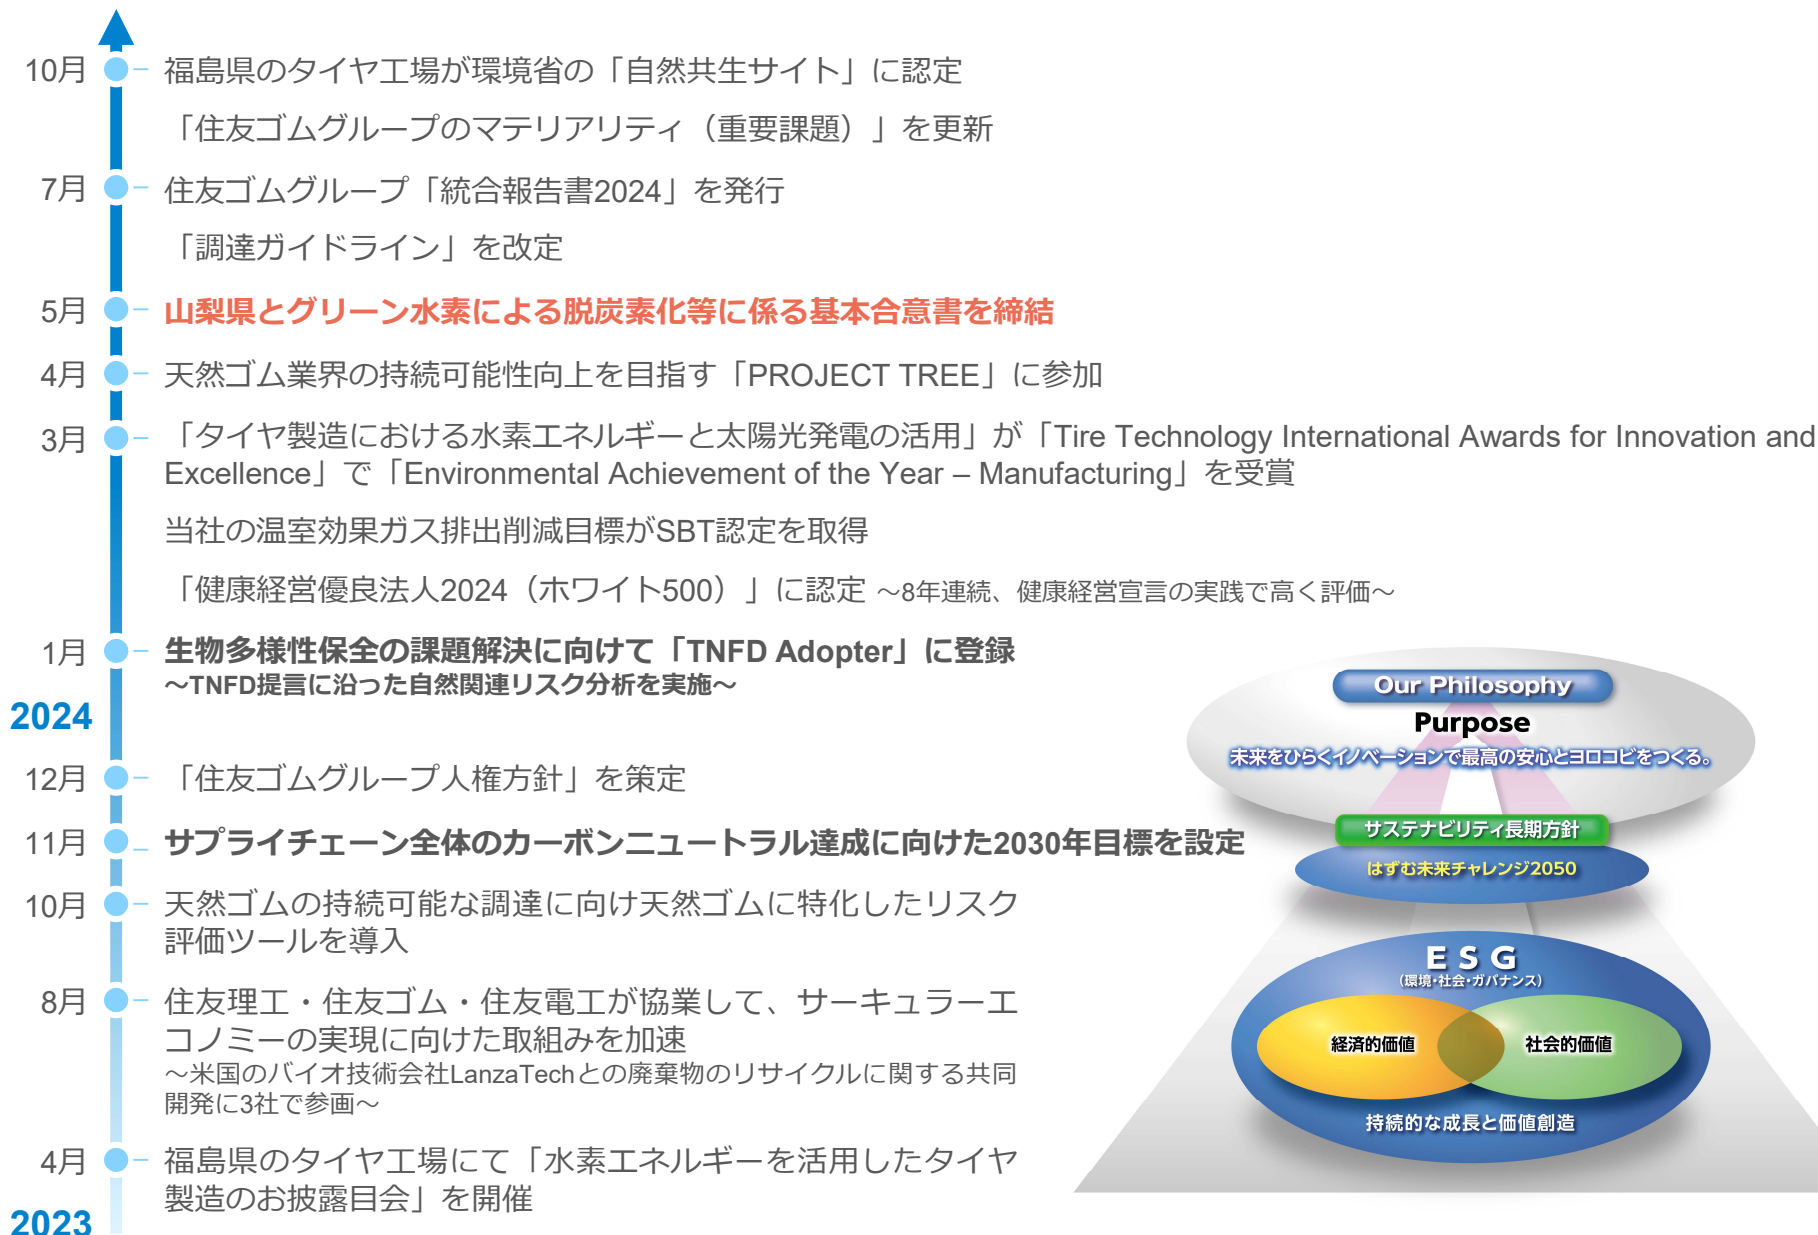 10月 福島県のタイヤ工場が環境省の「自然共生サイト」に認定
「住友ゴムグループのマテリアリティ（重要課題）」を更新
7月 住友ゴムグループ「統合報告書2024」を発行
「調達ガイドライン」を改定
5月 山梨県とグリーン水素による脱炭素化等に係る基本合意書を締結
4月 天然ゴム業界の持続可能性向上を目指す「PROJECT TREE」に参加
3月 「タイヤ製造における水素エネルギーと太陽光発電の活用」が「Tire Technology International Awards for Innovation and
Excellence」で「Environmental Achievement of the Year – Manufacturing」を受賞
当社の温室効果ガス排出削減目標がSBT認定を取得
「健康経営優良法人2024（ホワイト500）」に認定 ～8年連続、健康経営宣言の実践で高く評価～
1月 生物多様性保全の課題解決に向けて「TNFD Adopter」に登録
～TNFD提言に沿った自然関連リスク分析を実施～
2024
12月 「住友ゴムグループ人権方針」を策定
11月 サプライチェーン全体のカーボンニュートラル達成に向けた2030年目標を設定
10月 天然ゴムの持続可能な調達に向け天然ゴムに特化したリスク
評価ツールを導入
8月 住友理工・住友ゴム・住友電工が協業して、サーキュラーエ
コノミーの実現に向けた取組みを加速
～米国のバイオ技術会社LanzaTechとの廃棄物のリサイクルに関する共同
開発に3社で参画～
4月 福島県のタイヤ工場にて「水素エネルギーを活用したタイヤ
製造のお披露目会」を開催
2023
Our Philosophy
Purpose
未来をひらくイノベーションで最高の安心とヨロコビをつくる。
サステナビリティ長期方針
はずむ未来チャレンジ2050
ESG
（環境・社会・ガバナンス）
経済的価値 社会的価値
持続的な成長と価値創造